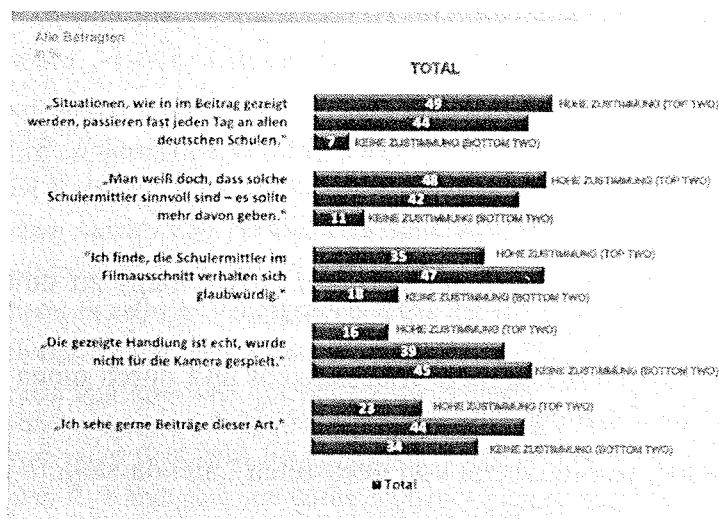 Alle Befragten
in %
TOTAL
„Situationen, wie in im Beitrag gezeigt
werden, passieren fast jeden Tag an allen
deutschen Schulen."
49 HOHE ZUSTIMMUNG (TOP TWO)
44
7 KEINE ZUSTIMMUNG (BOTTOM TWO)
„Man weiß doch, dass solche
Schulermittler sinnvoll sind – es sollte
mehr davon geben."
48 HOHE ZUSTIMMUNG (TOP TWO)
42
11 KEINE ZUSTIMMUNG (BOTTOM TWO)
"Ich finde, die Schulermittler im
Filmausschnitt verhalten sich
glaubwürdig."
35 HOHE ZUSTIMMUNG (TOP TWO)
47
18 KEINE ZUSTIMMUNG (BOTTOM TWO)
„Die gezeigte Handlung ist echt, wurde
nicht für die Kamera gespielt."
16 HOHE ZUSTIMMUNG (TOP TWO)
39
45 KEINE ZUSTIMMUNG (BOTTOM TWO)
„Ich sehe gerne Beiträge dieser Art."
23 HOHE ZUSTIMMUNG (TOP TWO)
44
34 KEINE ZUSTIMMUNG (BOTTOM TWO)
Total